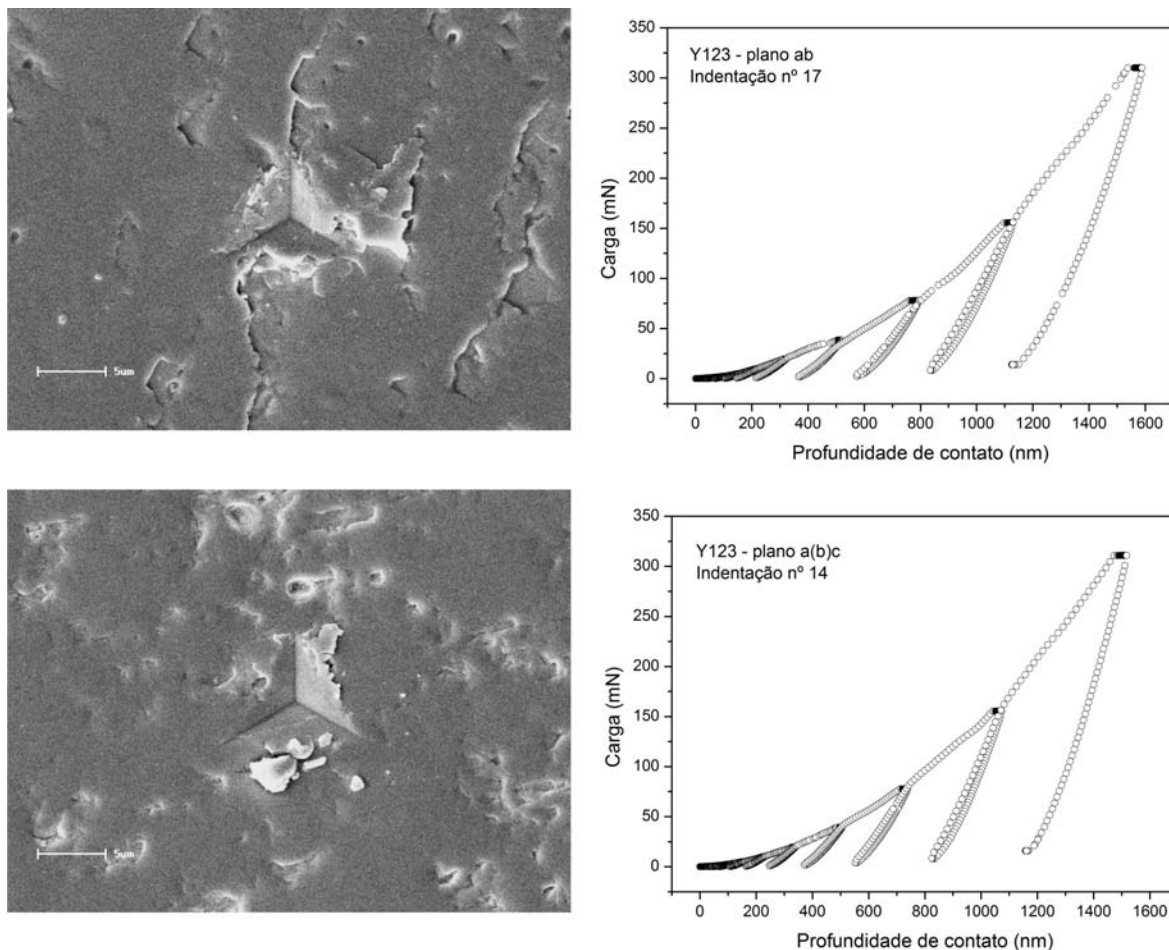 5um
Y123 - plano ab
Indentação nº 17
Carga (mN)
350
300
250
200
150
100
50
0
0 200 400 600 800 1000 1200 1400 1600
Profundidade de contato (nm)
5um
Y123 - plano a(b)c
Indentação nº 14
Carga (mN)
350
300
250
200
150
100
50
0
0 200 400 600 800 1000 1200 1400 1600
Profundidade de contato (nm)